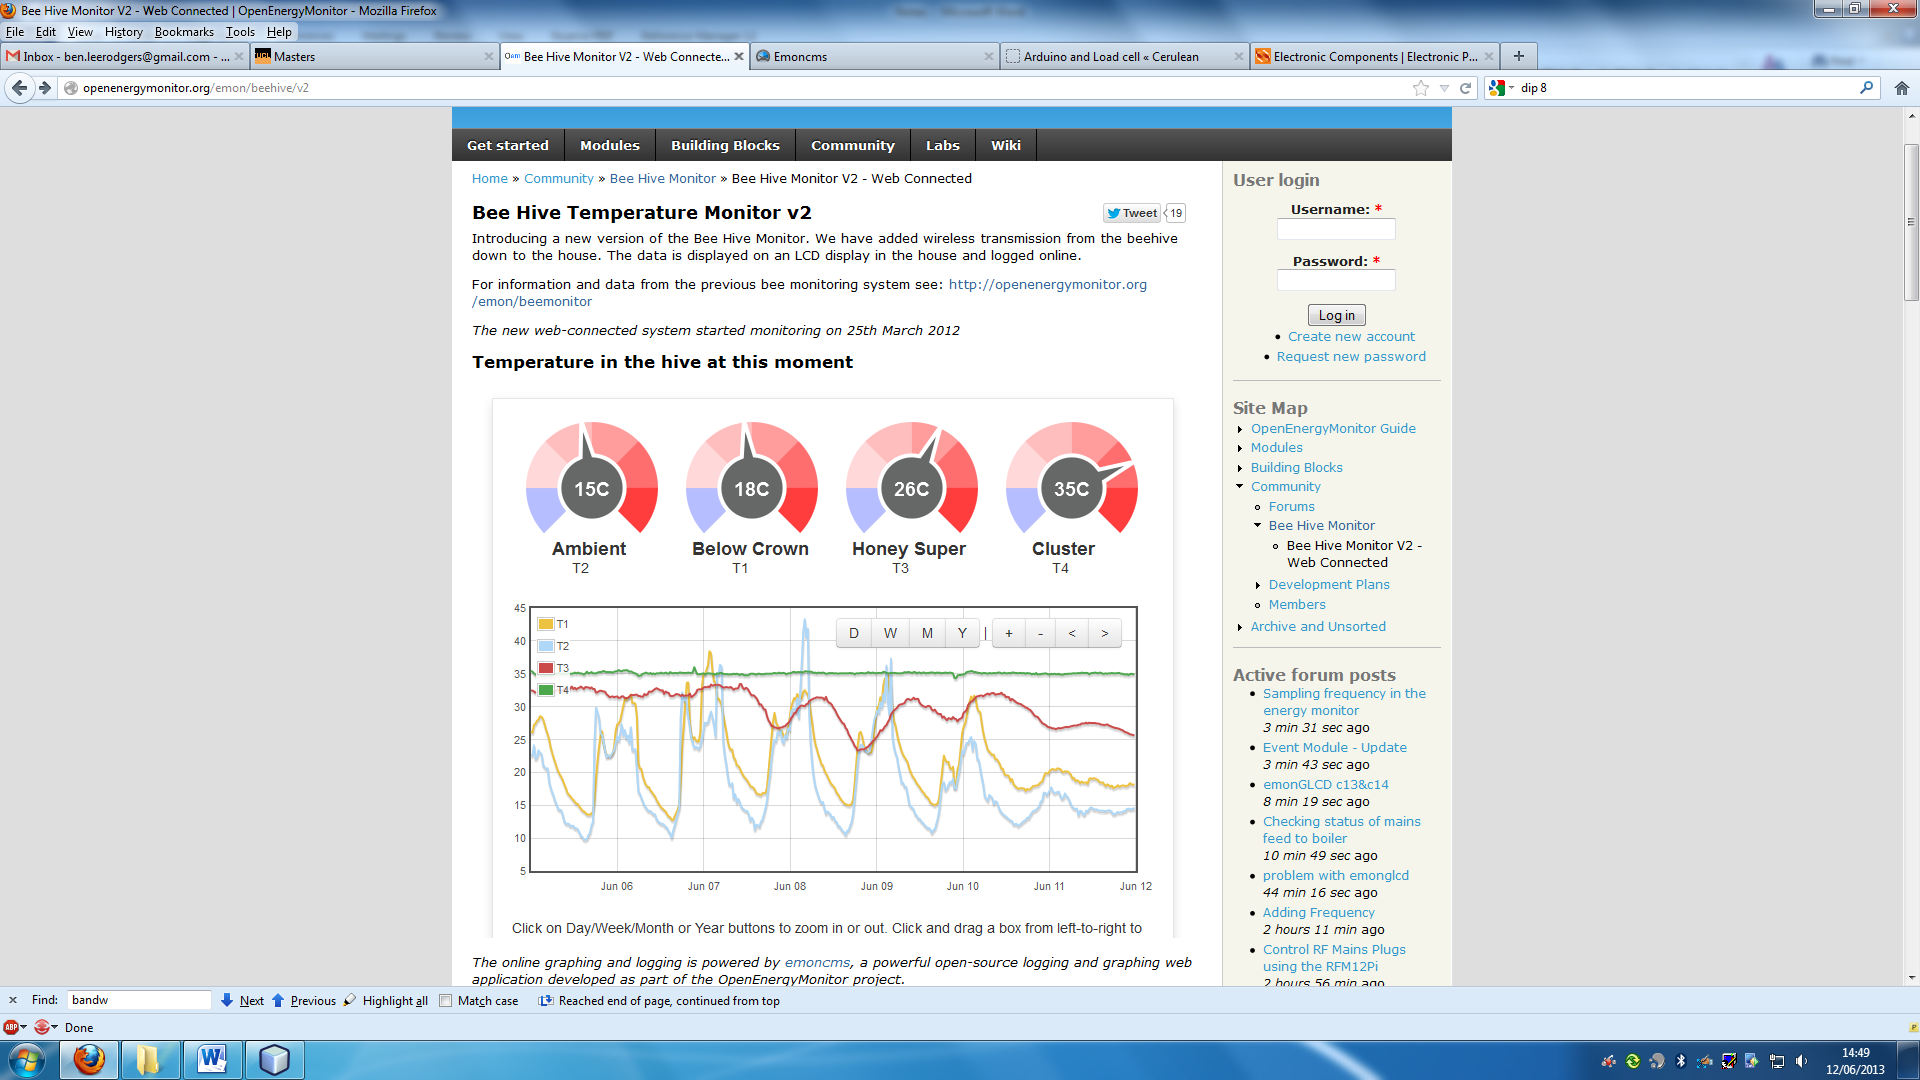 Bee Hive Monitor V2 - Web Connected | OpenEnergyMonitor - Mozilla Firefox
File Edit View History Bookmarks Tools Help
Inbox - ben.leerodgers@gmail.com - ...
Masters
Bee Hive Monitor V2 - Web Connecte...
Emoncms
Arduino and Load cell « Cerulean
Electronic Components | Electronic P...
openenergymonitor.org/emon/beehive/v2
dip 8
Get started Modules Building Blocks Community Labs Wiki
Home » Community » Bee Hive Monitor » Bee Hive Monitor V2 - Web Connected
Bee Hive Temperature Monitor v2
Tweet 19
Introducing a new version of the Bee Hive Monitor. We have added wireless transmission from the beehive
down to the house. The data is displayed on an LCD display in the house and logged online.
For information and data from the previous bee monitoring system see: http://openenergymonitor.org
/emon/beemonitor
The new web-connected system started monitoring on 25th March 2012
Temperature in the hive at this moment
15C 18C 26C 35C
Ambient Below Crown Honey Super Cluster
T2 T1 T3 T4
45
40
35
30
25
20
15
10
5
T1
T2
T3
T4
D W M Y | + - < >
Jun 06 Jun 07 Jun 08 Jun 09 Jun 10 Jun 11 Jun 12
Click on Day/Week/Month or Year buttons to zoom in or out. Click and drag a box from left-to-right to
The online graphing and logging is powered by emoncms, a powerful open-source logging and graphing web
application developed as part of the OpenEnergyMonitor project.
User login
Username: *
Password: *
Log in
Create new account
Request new password
Site Map
OpenEnergyMonitor Guide
Modules
Building Blocks
Community
Forums
Bee Hive Monitor
Bee Hive Monitor V2 -
Web Connected
Development Plans
Members
Archive and Unsorted
Active forum posts
Sampling frequency in the
energy monitor
3 min 31 sec ago
Event Module - Update
3 min 43 sec ago
emonGLCD c13&c14
8 min 19 sec ago
Checking status of mains
feed to boiler
10 min 49 sec ago
problem with emonglcd
44 min 16 sec ago
Adding Frequency
2 hours 11 min ago
Control RF Mains Plugs
using the RFM12Pi
2 hours 56 min ago
Find: bandw Next Previous Highlight all Match case Reached end of page, continued from top
ABP Done
14:49
12/06/2013